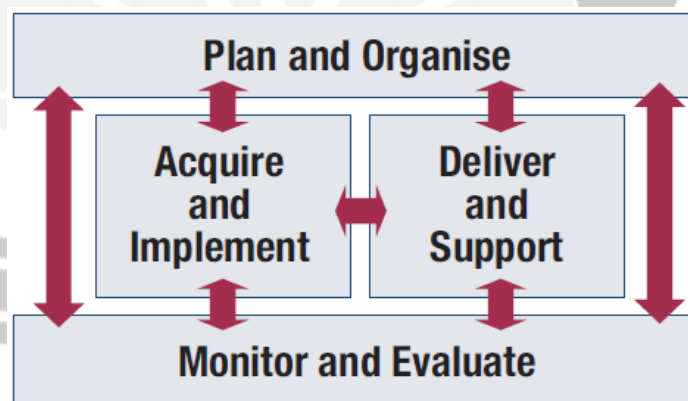 Plan and Organise
Acquire
and
Implement
Deliver
and
Support
Monitor and Evaluate